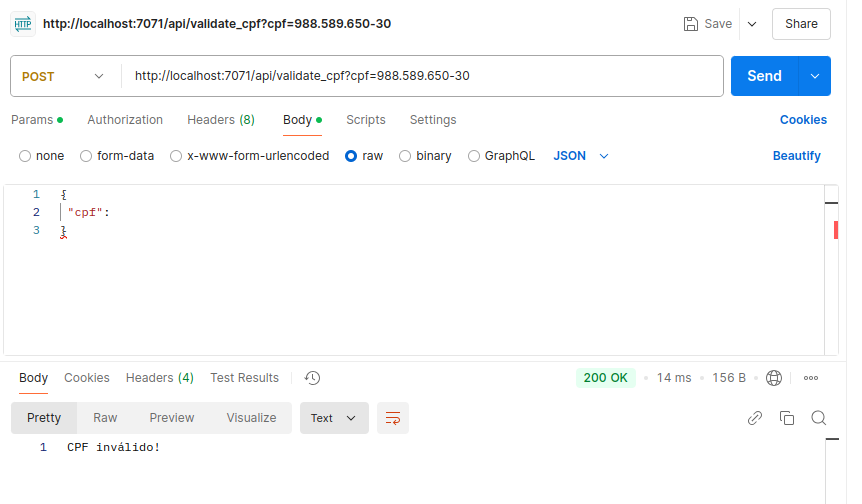 HTTP http://localhost:7071/api/validate_cpf?cpf=988.589.650-30 Save Share
POST http://localhost:7071/api/validate_cpf?cpf=988.589.650-30 Send
Params Authorization Headers (8) Body Scripts Settings Cookies
none form-data x-www-form-urlencoded raw binary GraphQL JSON Beautify
1 {
2 "cpf":
3 }
Body Cookies Headers (4) Test Results 200 OK • 14 ms • 156 B
Pretty Raw Preview Visualize Text
1 CPF inválido!